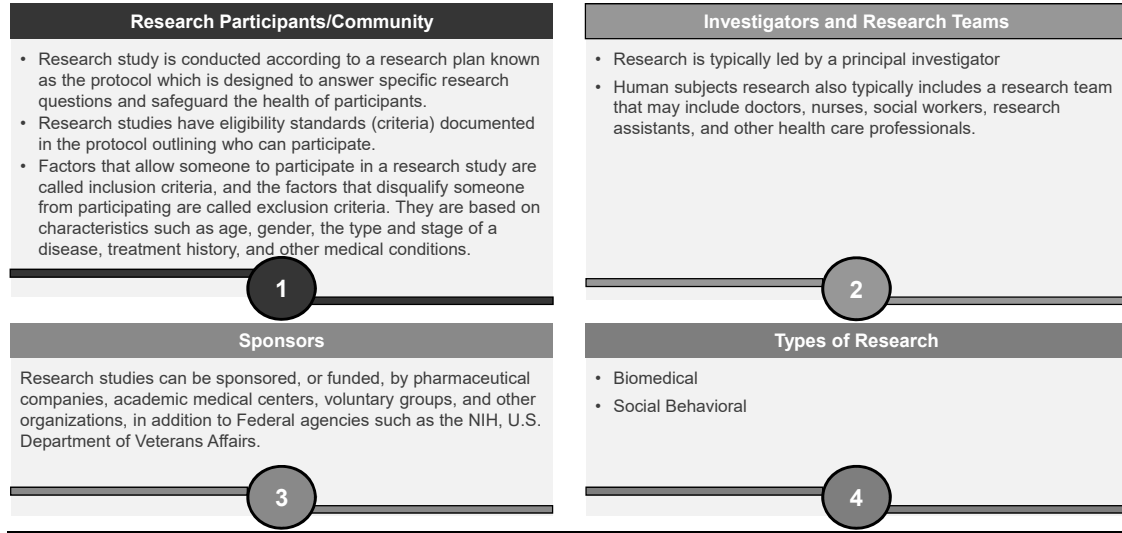 Research Participants/Community
• Research study is conducted according to a research plan known
as the protocol which is designed to answer specific research
questions and safeguard the health of participants.
• Research studies have eligibility standards (criteria) documented
in the protocol outlining who can participate.
• Factors that allow someone to participate in a research study are
called inclusion criteria, and the factors that disqualify someone
from participating are called exclusion criteria. They are based on
characteristics such as age, gender, the type and stage of a
disease, treatment history, and other medical conditions.
1
Investigators and Research Teams
• Research is typically led by a principal investigator
• Human subjects research also typically includes a research team
that may include doctors, nurses, social workers, research
assistants, and other health care professionals.
2
Sponsors
Research studies can be sponsored, or funded, by pharmaceutical
companies, academic medical centers, voluntary groups, and other
organizations, in addition to Federal agencies such as the NIH, U.S.
Department of Veterans Affairs.
3
Types of Research
• Biomedical
• Social Behavioral
4